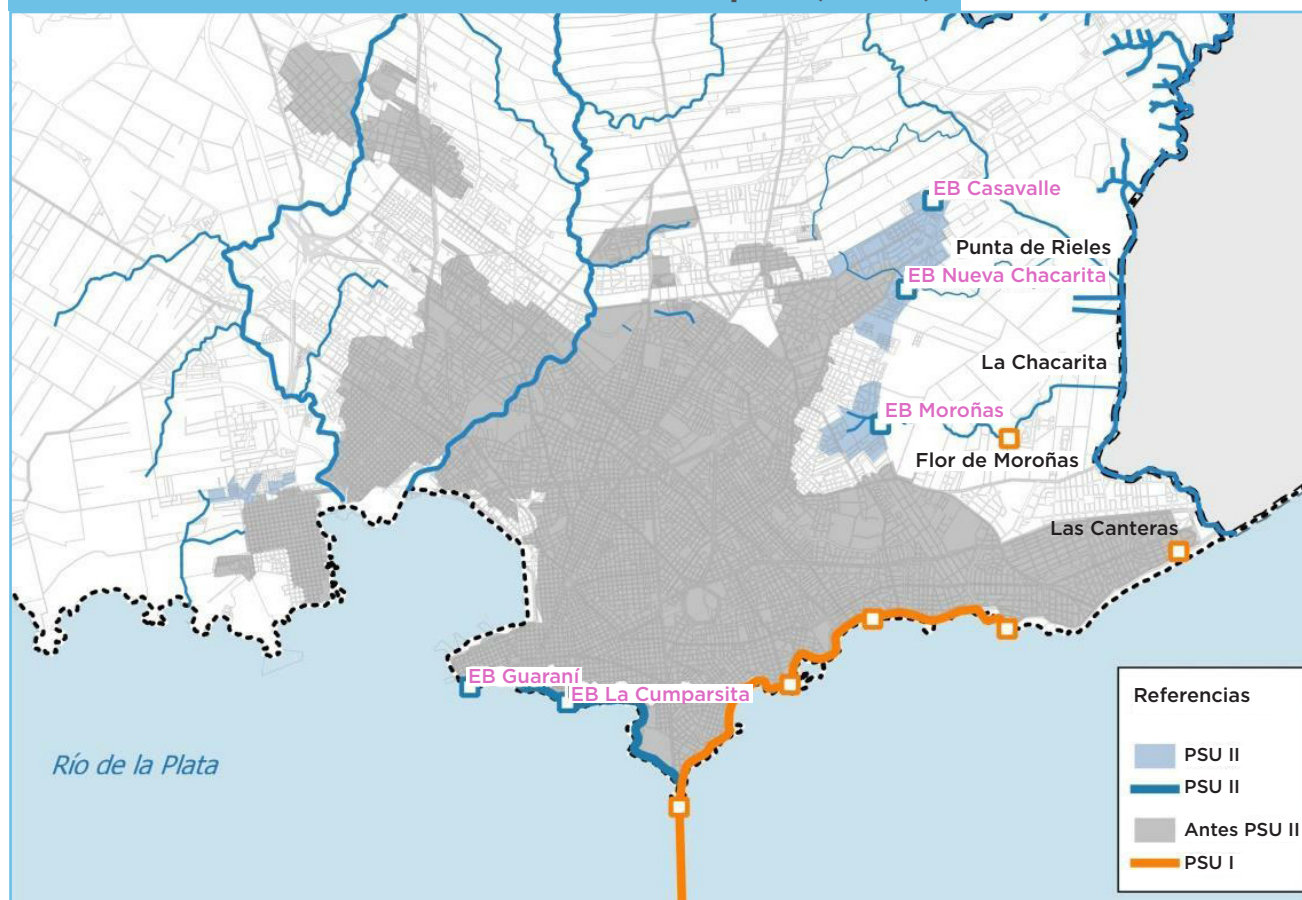 EB Casavalle
Punta de Rieles
EB Nueva Chacarita
La Chacarita
EB Moroñas
Flor de Moroñas
Las Canteras
EB Guaraní
EB La Cumparsita
Río de la Plata
Referencias
PSU II
PSU II
Antes PSU II
PSU I